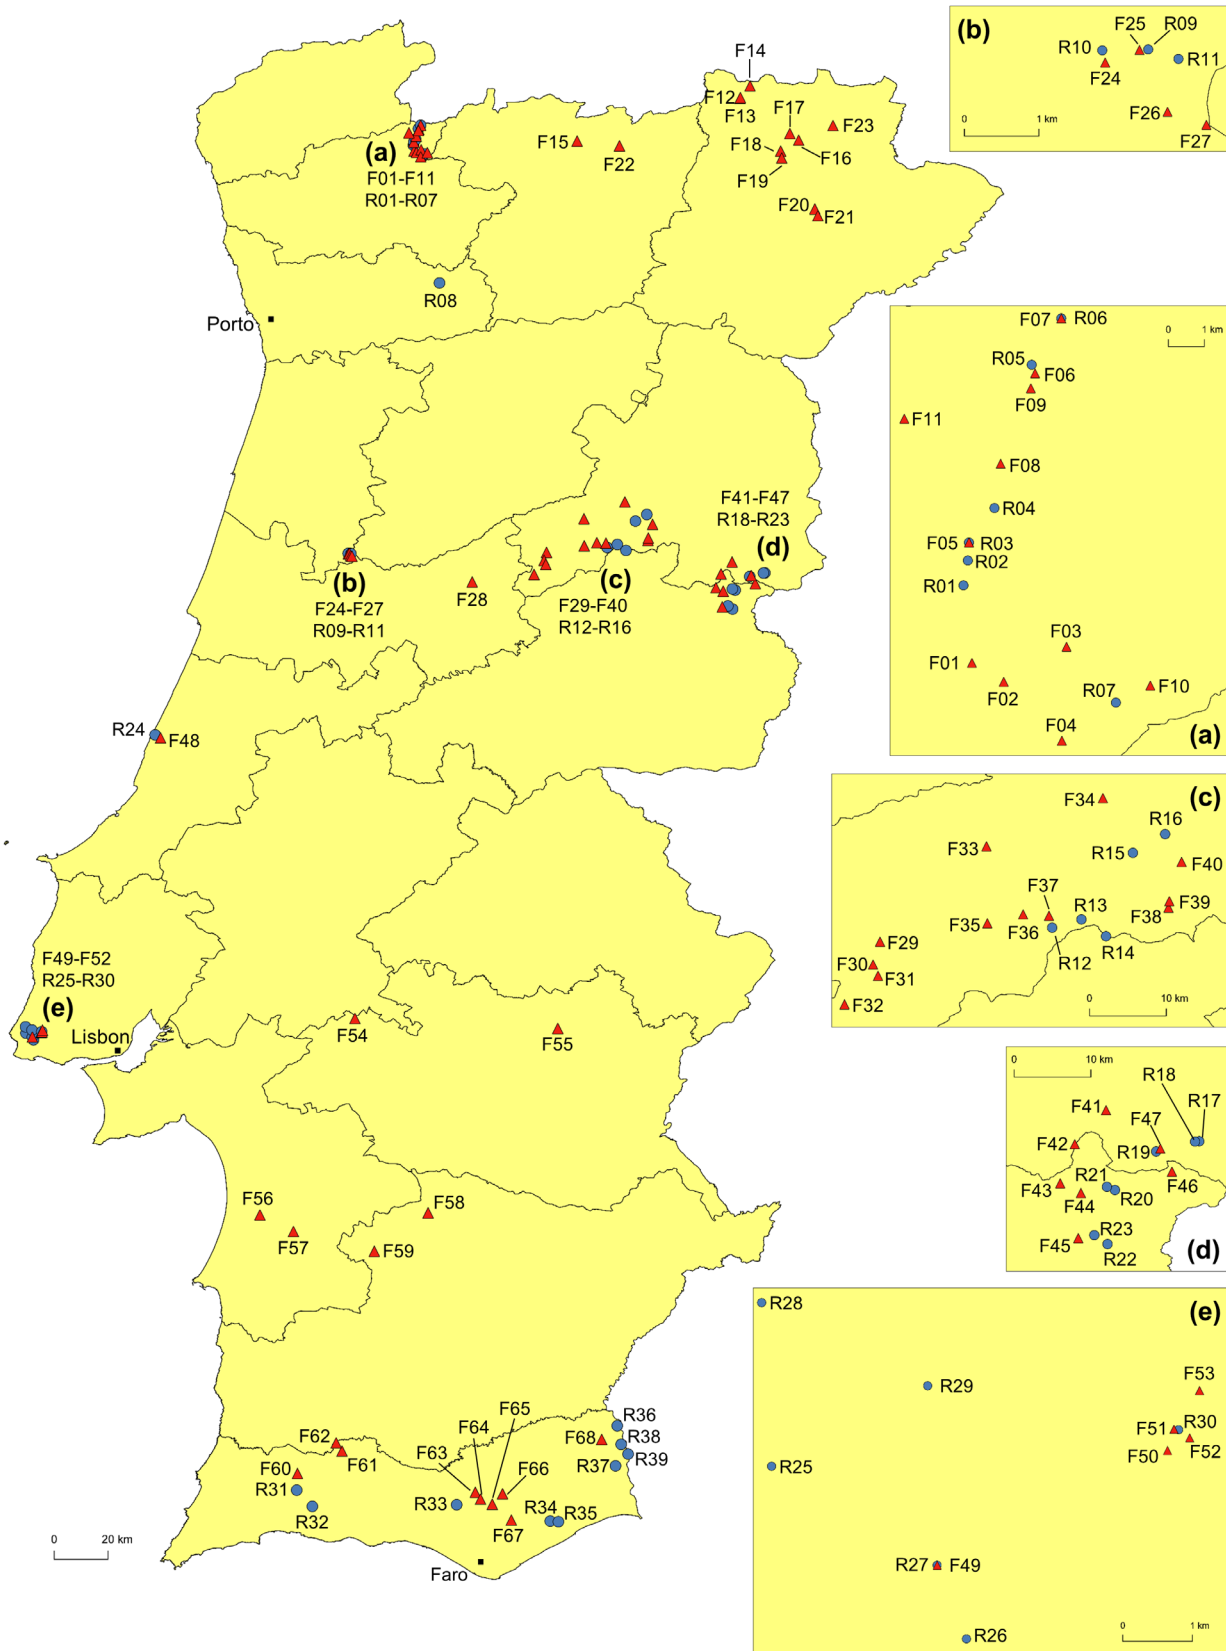 F14
F12
F13
F17
F23
F16
F18
F19
F20
F21
F15
F22
(a)
F01-F11
R01-R07
R08
Porto
(b)
F24-F27
R09-R11
F28
(c)
F29-F40
R12-R16
F41-F47
R18-R23
(d)
R24
F48
F49-F52
R25-R30
(e)
Lisbon
F54
F55
F56
F57
F58
F59
F62
F61
F60
R31
R32
F63
F64
F65
F66
R33
F67
R34
R35
F68
R36
R38
R39
R37
Faro
0 20 km
(b)
F25
R09
R10
F24
R11
F26
F27
0 1 km
F07
R06
0 1 km
R05
F06
F09
F11
F08
R04
F05
R03
R02
R01
F03
F01
F02
R07
F10
F04
(a)
(c)
F34
R16
F33
R15
F40
F37
R13
F39
F38
F35
F36
R12
R14
F29
F30
F31
F32
0 10 km
0 10 km
R18
R17
F41
F47
F42
R19
F46
R21
F43
F44
R20
R23
F45
R22
(d)
(e)
R28
R29
F53
R30
F51
F52
F50
R25
R27
F49
R26
0 1 km